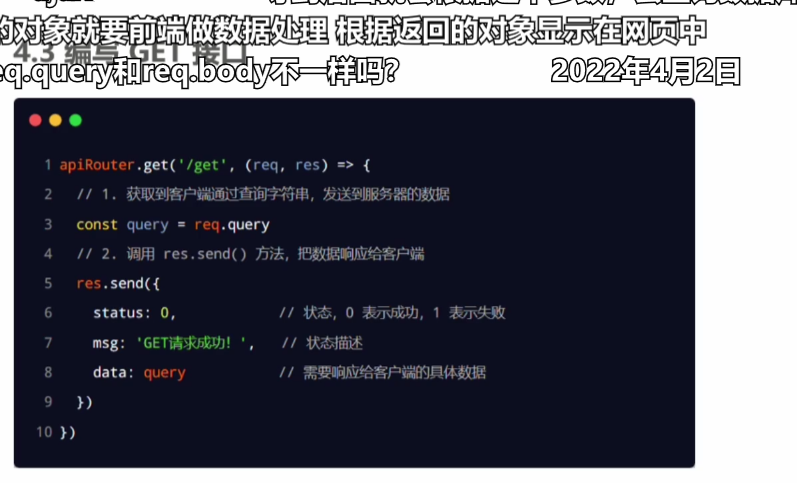 的对象就要前端做数据处理 根据返回的对象显示在网页中
4.3 编写 GET 接口
eq.query和req.body不一样吗?
2022年4月2日
1 apiRouter.get('/get', (req, res) => {
2 // 1. 获取到客户端通过查询字符串，发送到服务器的数据
3 const query = req.query
4 // 2. 调用 res.send() 方法，把数据响应给客户端
5 res.send({
6 status: 0, // 状态，0 表示成功，1 表示失败
7 msg: 'GET请求成功！', // 状态描述
8 data: query // 需要响应给客户端的具体数据
9 })
10 })